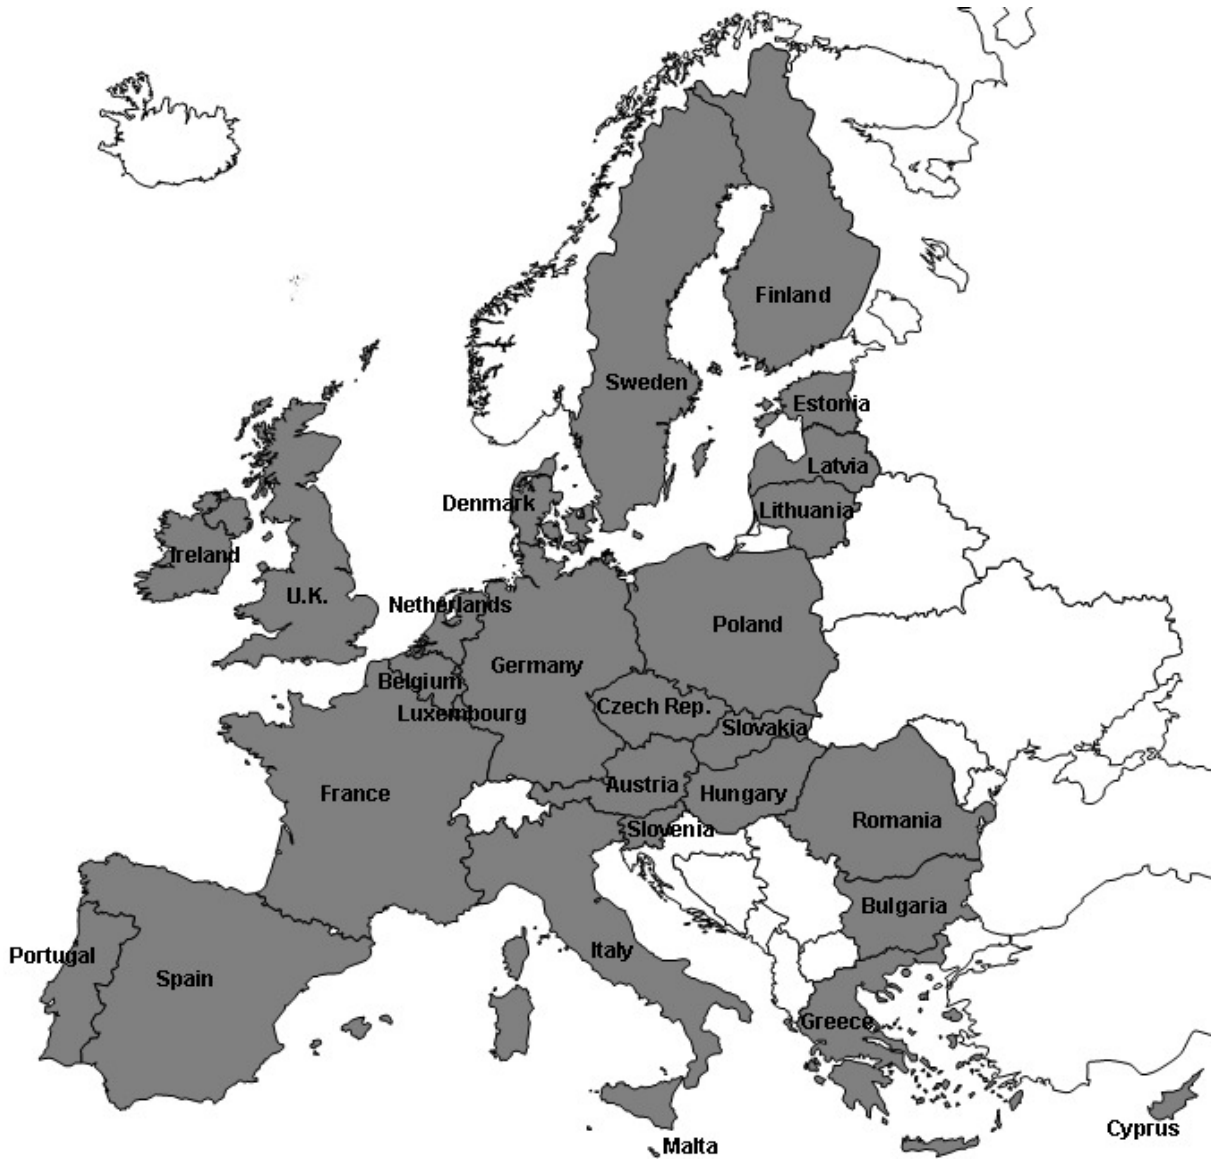 Finland
Sweden
Estonia
Latvia
Denmark
Lithuania
Ireland
U.K.
Netherlands
Poland
Germany
Belgium
Czech Rep.
Luxembourg
Slovakia
Austria
France
Hungary
Romania
Slovenia
Bulgaria
Italy
Portugal
Spain
Greece
Cyprus
Malta